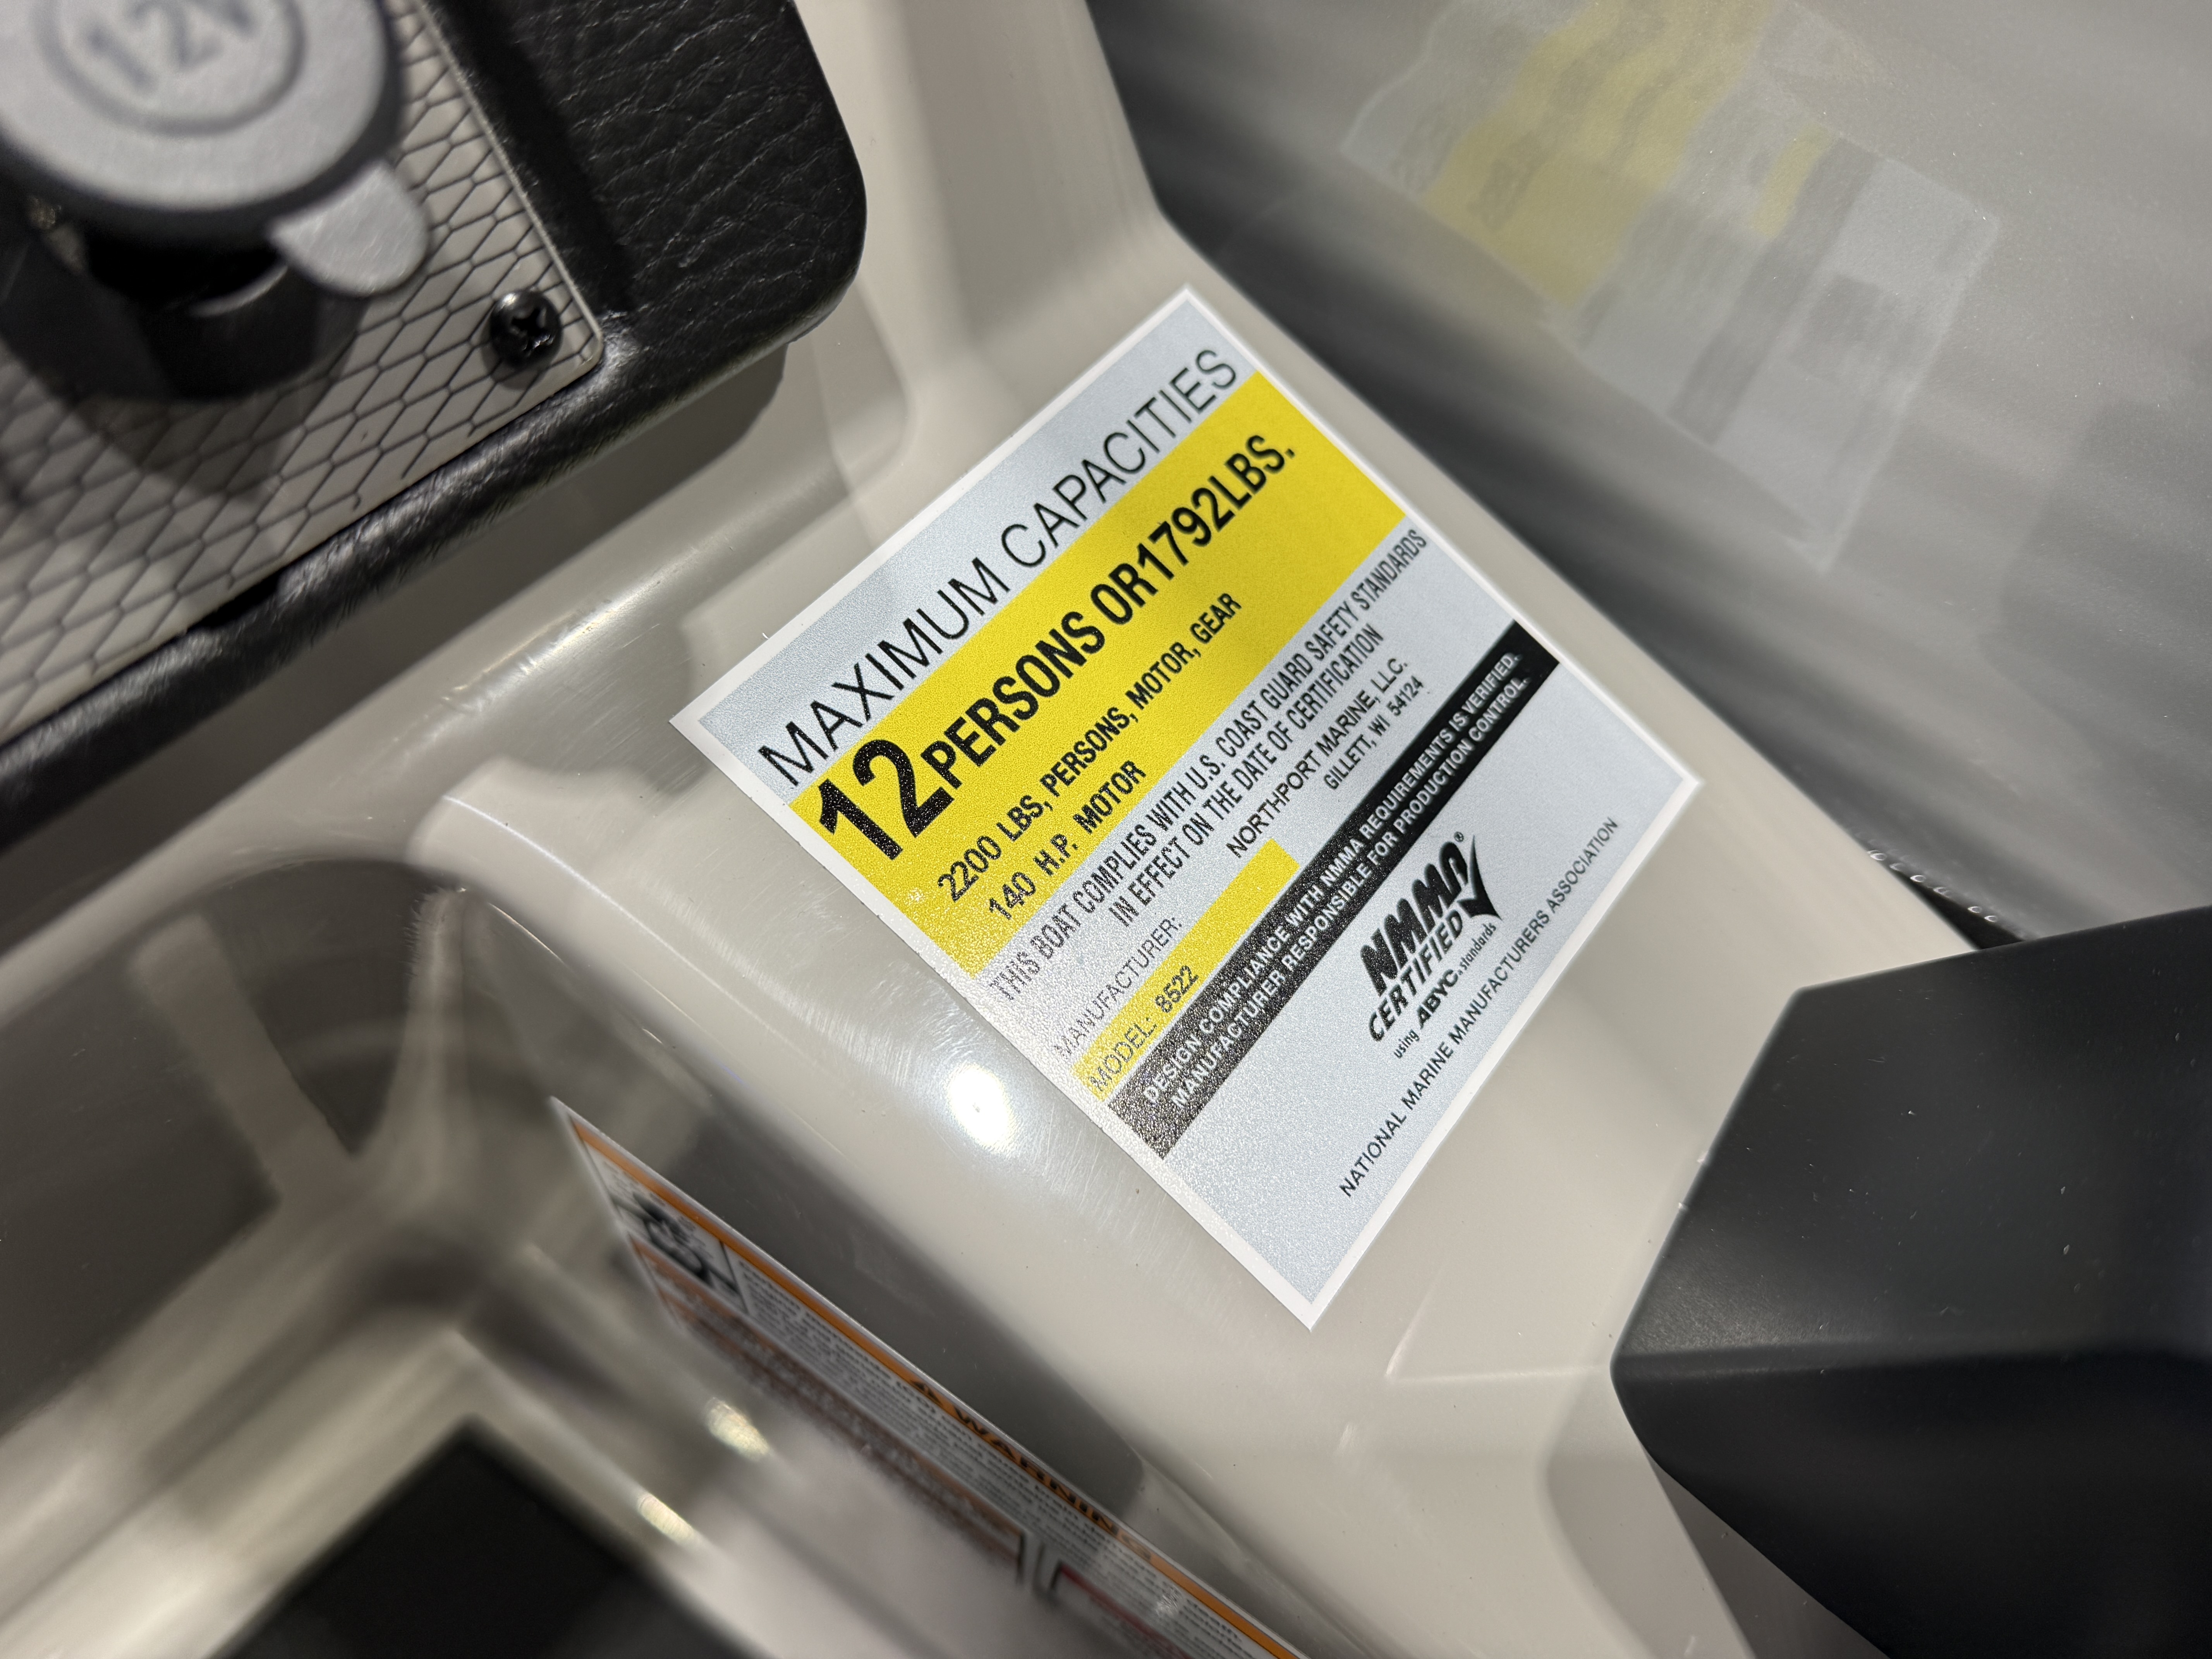 12V
MAXIMUM CAPACITIES
12 PERSONS OR 1792 LBS.
2200 LBS, PERSONS, MOTOR, GEAR
140 H.P. MOTOR
THIS BOAT COMPLIES WITH U.S. COAST GUARD SAFETY STANDARDS
IN EFFECT ON THE DATE OF CERTIFICATION
MANUFACTURER: NORTHPORT MARINE, LLC.
GILLETT, WI 54124
MODEL: 8522
DESIGN COMPLIANCE WITH NMMA REQUIREMENTS IS VERIFIED.
MANUFACTURER RESPONSIBLE FOR PRODUCTION CONTROL.
NMMA®
CERTIFIED
using ABYC. standards
NATIONAL MARINE MANUFACTURERS ASSOCIATION
WARNING